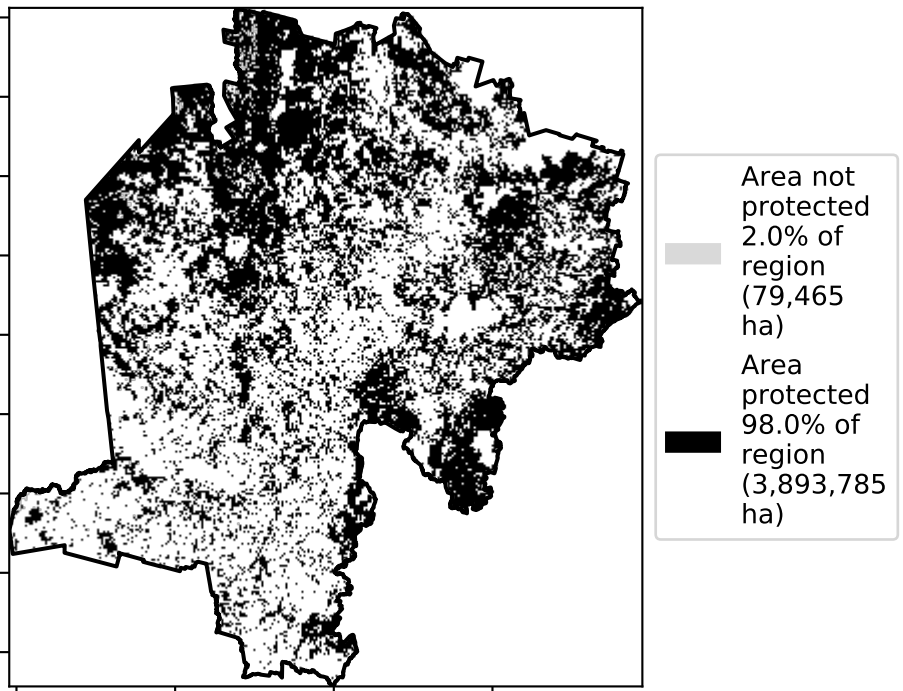 Area not
protected
2.0% of
region
(79,465
ha)
Area
protected
98.0% of
region
(3,893,785
ha)